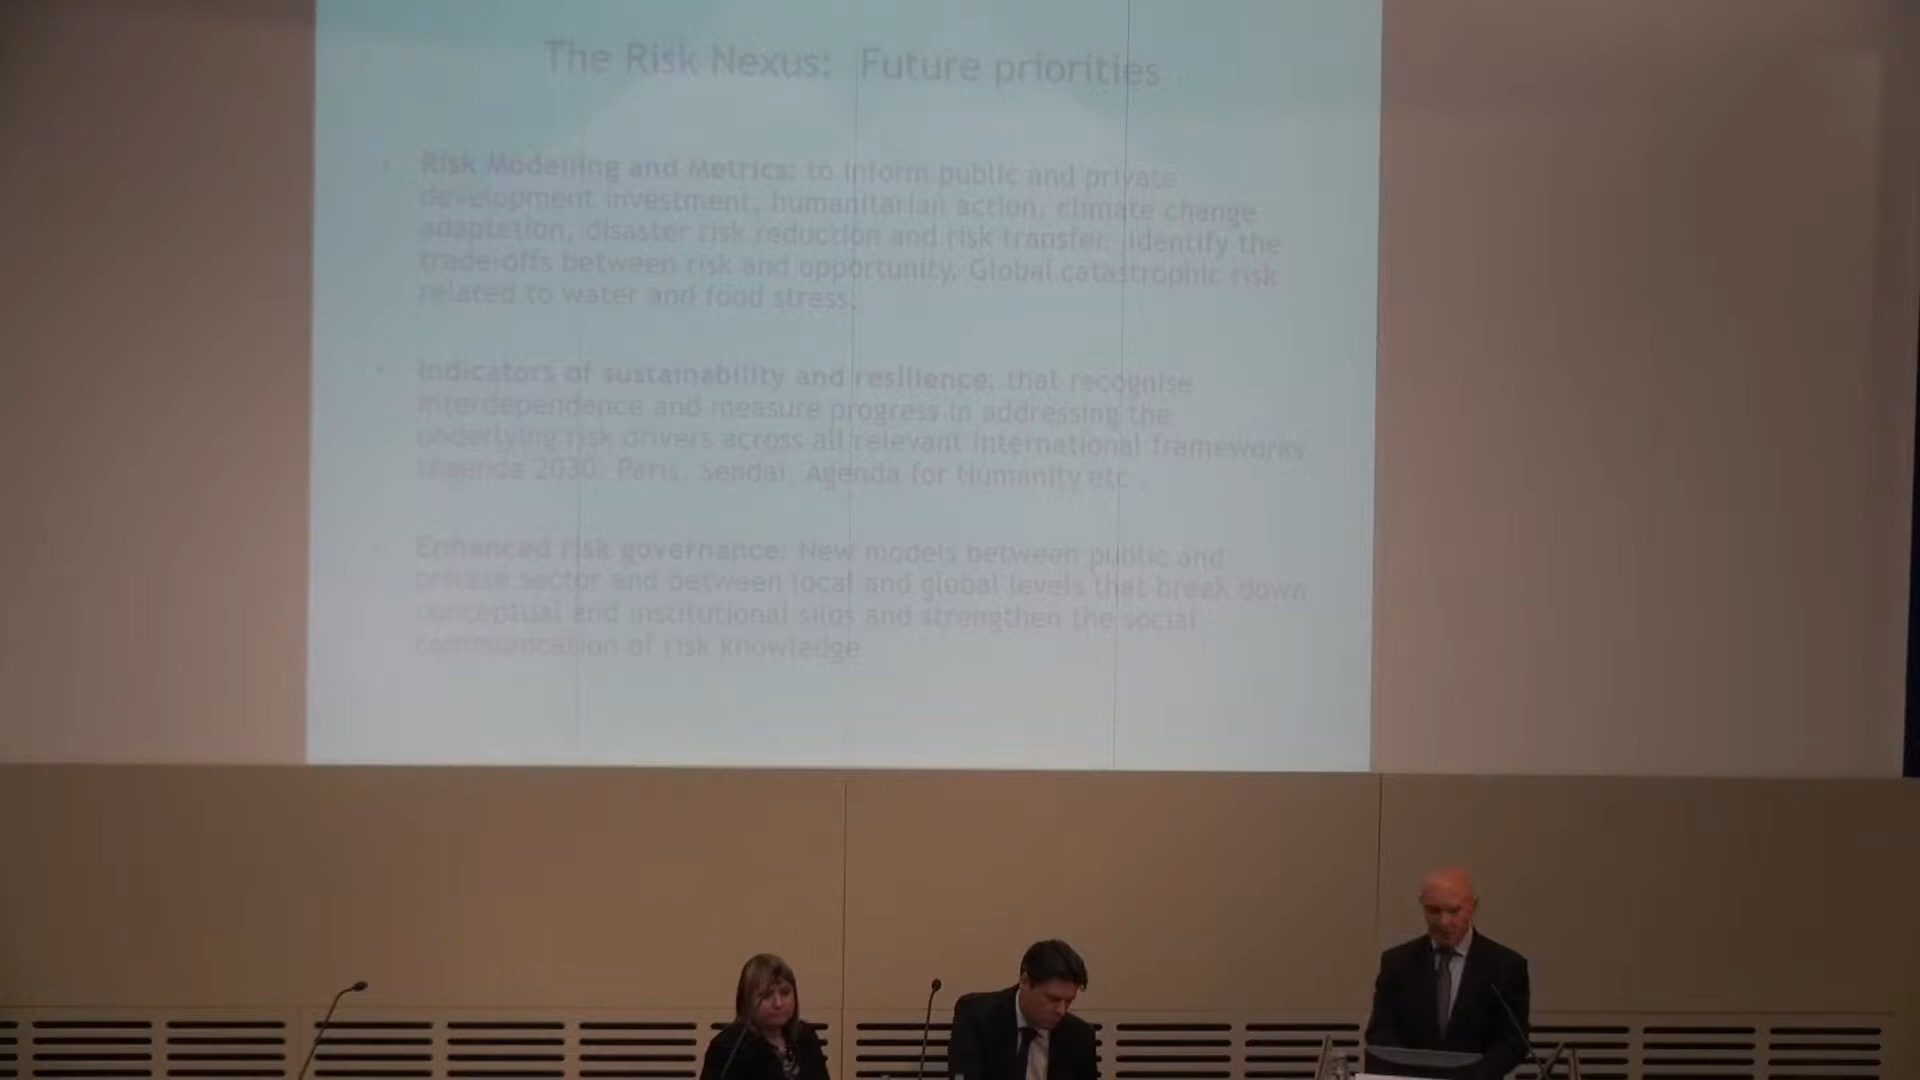 The Risk Nexus: Future priorities
Risk Modelling and Metrics: to inform public and private
development investment, humanitarian action, climate change
adaptation, disaster risk reduction and risk transfer. Identify the
trade-offs between risk and opportunity. Global catastrophic risk
related to water and food stress.
Indicators of sustainability and resilience: that recognise
interdependence and measure progress in addressing the
underlying risk drivers across all relevant international frameworks
(Agenda 2030, Paris, Sendai, Agenda for Humanity etc
Enhanced risk governance: New models between public and
private sector and between local and global levels that break down
conceptual and institutional silos and strengthen the social
communication of risk knowledge